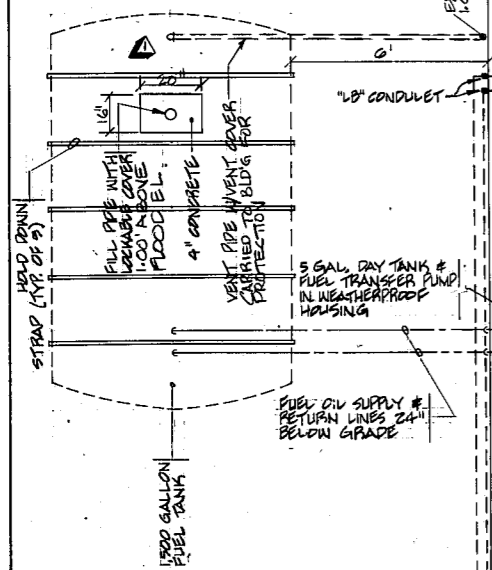 6'
"LB" CONDULET
20"
16"
FILL PIPE WITH
LOCKABLE COVER
1.00' ABOVE
FLOOD EL.
4" CONCRETE
VENT PIPE W/VENT COVER
CARRIED TO BLD'G. FOR
PROTECTION
HOLD DOWN
STRAP (TYP. OF 5)
5 GAL. DAY TANK &
FUEL TRANSFER PUMP
IN WEATHERPROOF
HOUSING
FUEL OIL SUPPLY &
RETURN LINES 24"
BELOW GRADE
1,500 GALLON
FUEL TANK